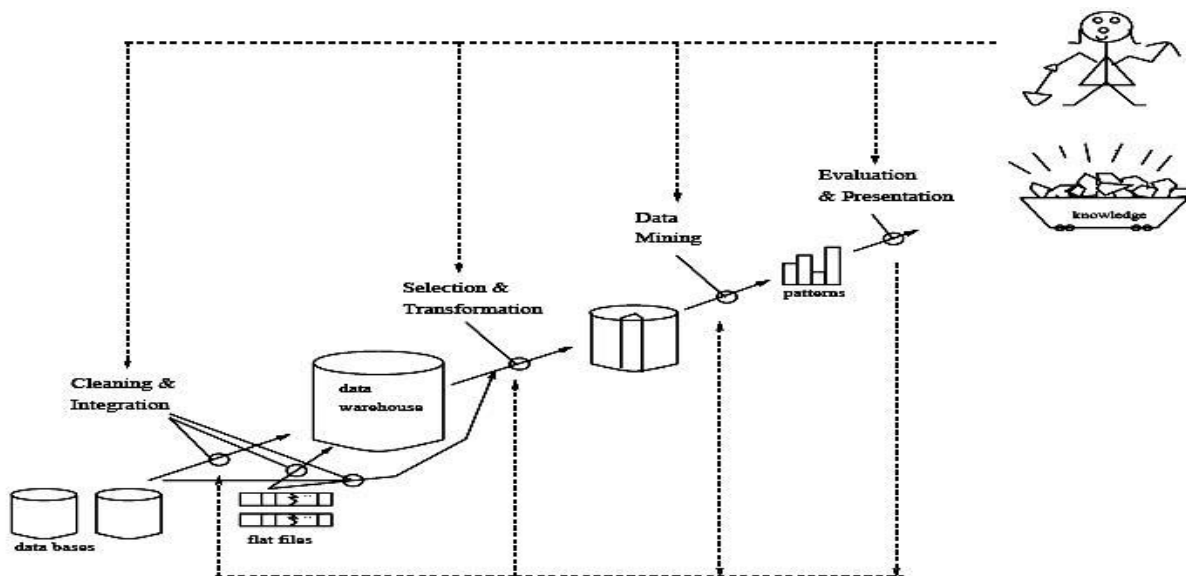 Evaluation
& Presentation
knowledge
Data
Mining
patterns
Selection &
Transformation
Cleaning &
Integration
data
warehouse
data bases
flat files